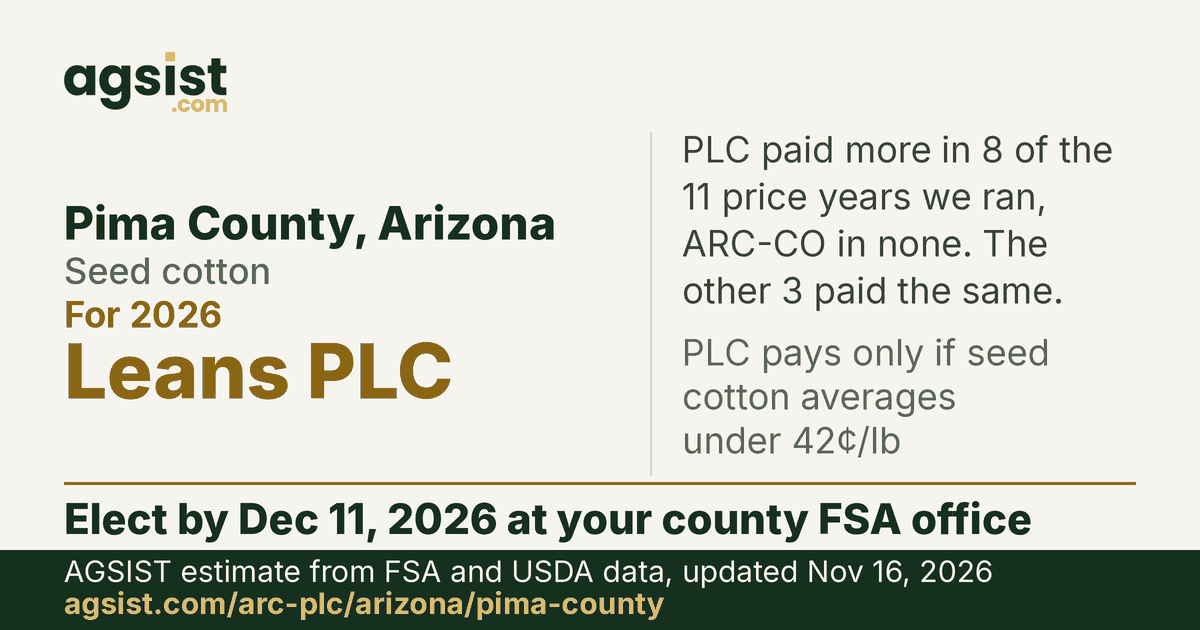 agsist
.com
Pima County, Arizona
Seed cotton
For 2026
Leans PLC
PLC paid more in 8 of the
11 price years we ran,
ARC-CO in none. The
other 3 paid the same.
PLC pays only if seed
cotton averages
under 42¢/lb
Elect by Dec 11, 2026 at your county FSA office
AGSIST estimate from FSA and USDA data, updated Nov 16, 2026
agsist.com/arc-plc/arizona/pima-county